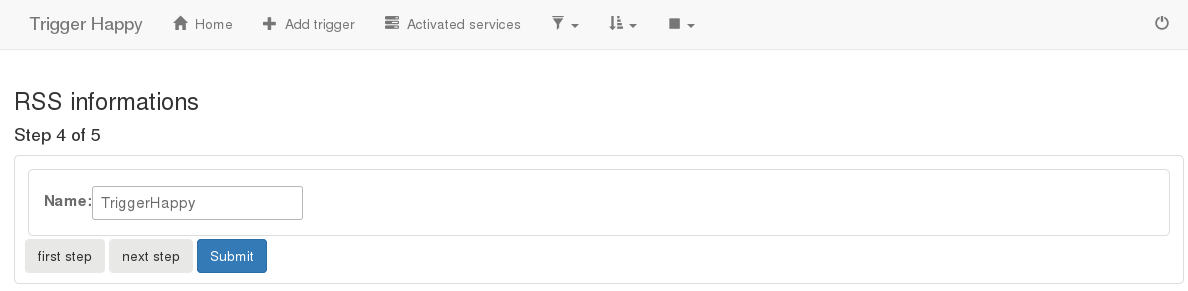 Trigger Happy Home Add trigger Activated services
RSS informations
Step 4 of 5
Name: TriggerHappy
first step next step Submit